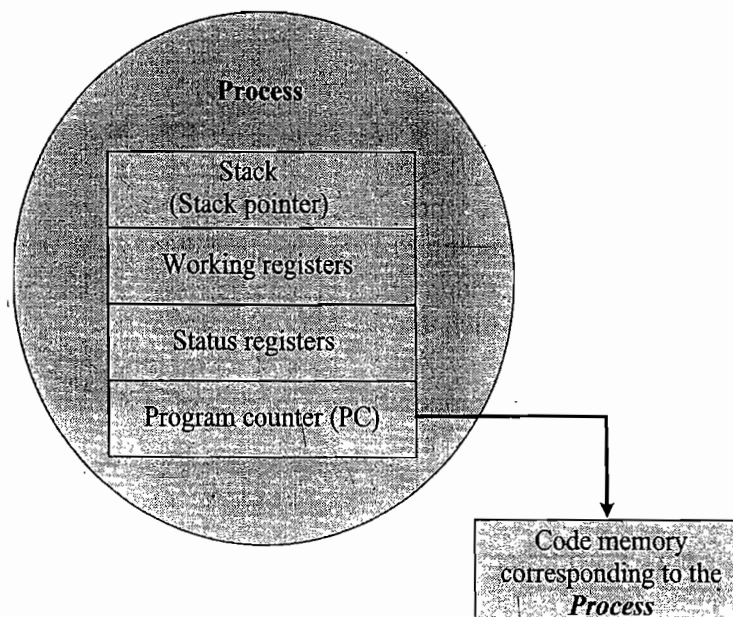 Process
Stack
(Stack pointer)
Working registers
Status registers
Program counter (PC)
Code memory
corresponding to the
Process